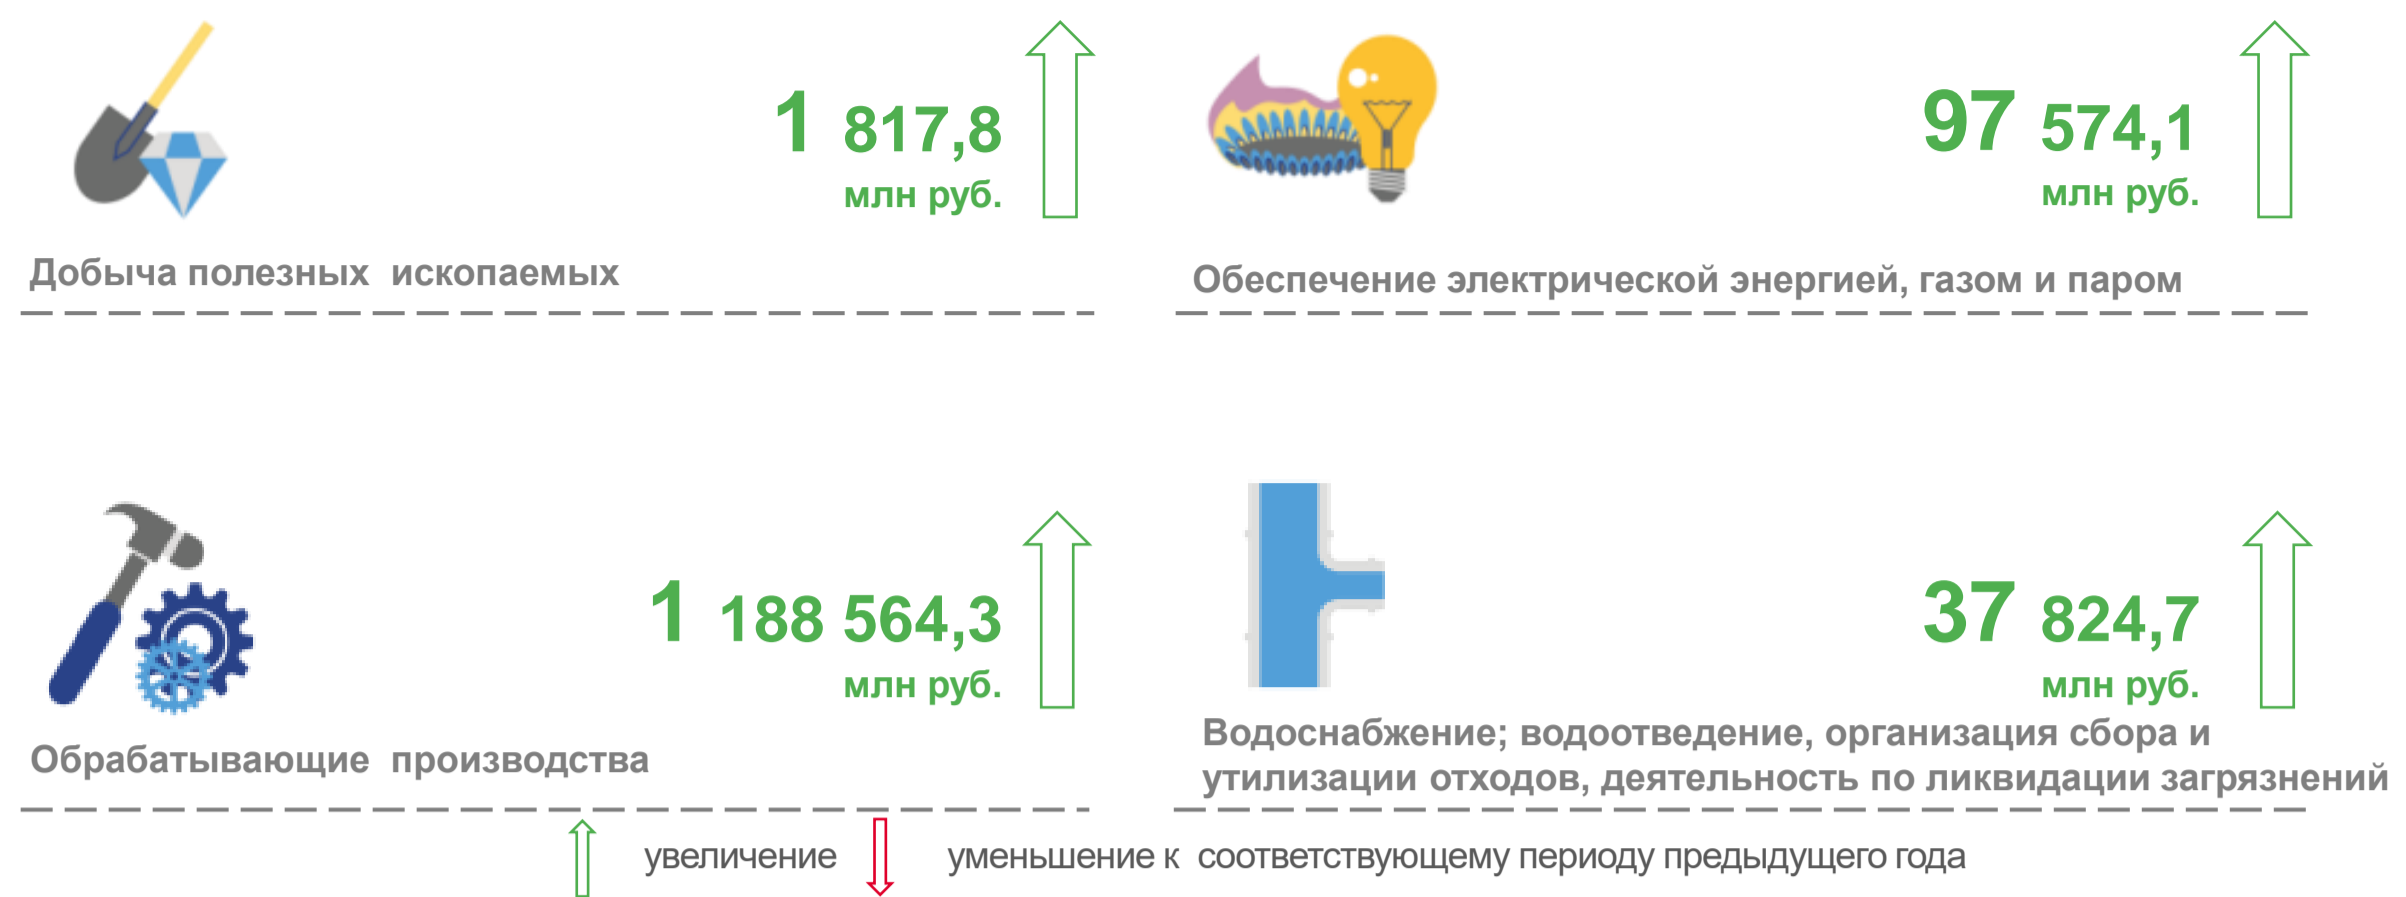 1 817,8
млн руб.
Добыча полезных ископаемых
97 574,1
млн руб.
Обеспечение электрической энергией, газом и паром
1 188 564,3
млн руб.
Обрабатывающие производства
37 824,7
млн руб.
Водоснабжение; водоотведение, организация сбора и
утилизации отходов, деятельность по ликвидации загрязнений
увеличение
уменьшение к соответствующему периоду предыдущего года